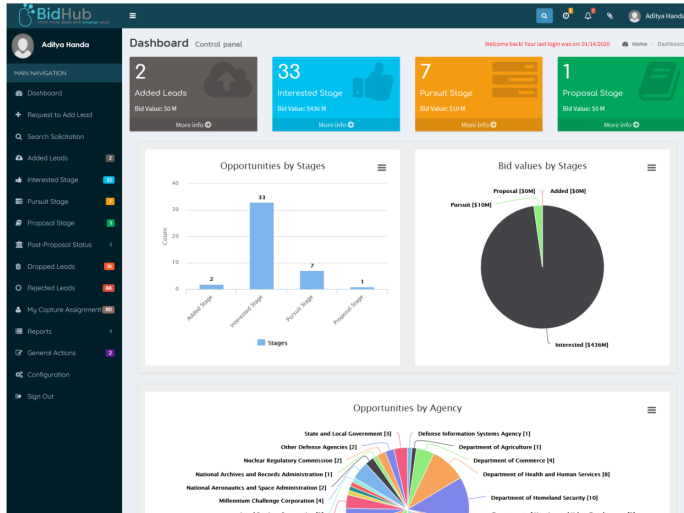 BidHub
Aditya Handa
Aditya Handa
MAIN NAVIGATION
Dashboard
Request to Add Lead
Search Solicitation
Added Leads 2
Interested Stage 33
Pursuit Stage 7
Proposal Stage 1
Post-Proposal Status
Dropped Leads 16
Rejected Leads 88
My Capture Assignment 80
Reports
General Actions 2
Configuration
Sign Out
Dashboard Control panel
Welcome back! Your last login was on: 01/14/2020
Home
Dashboard
2
Added Leads
Bid Value: $0 M
More info
33
Interested Stage
Bid Value: $436 M
More info
7
Pursuit Stage
Bid Value: $10 M
More info
1
Proposal Stage
Bid Value: $0 M
More info
Opportunities by Stages
Count
40
30
20
10
0
2
33
7
1
Added Stage
Interested Stage
Pursuit Stage
Proposal Stage
Stages
Bid values by Stages
Proposal [$0M]
Added [$0M]
Pursuit [$10M]
Interested [$436M]
Opportunities by Agency
State and Local Government [3]
Defense Information Systems Agency [1]
Other Defense Agencies [2]
Department of Agriculture [1]
Nuclear Regulatory Commission [2]
Department of Commerce [4]
National Archives and Records Administration [1]
Department of Health and Human Services [8]
National Aeronautics and Space Administration [2]
Millennium Challenge Corporation [4]
Department of Homeland Security [10]